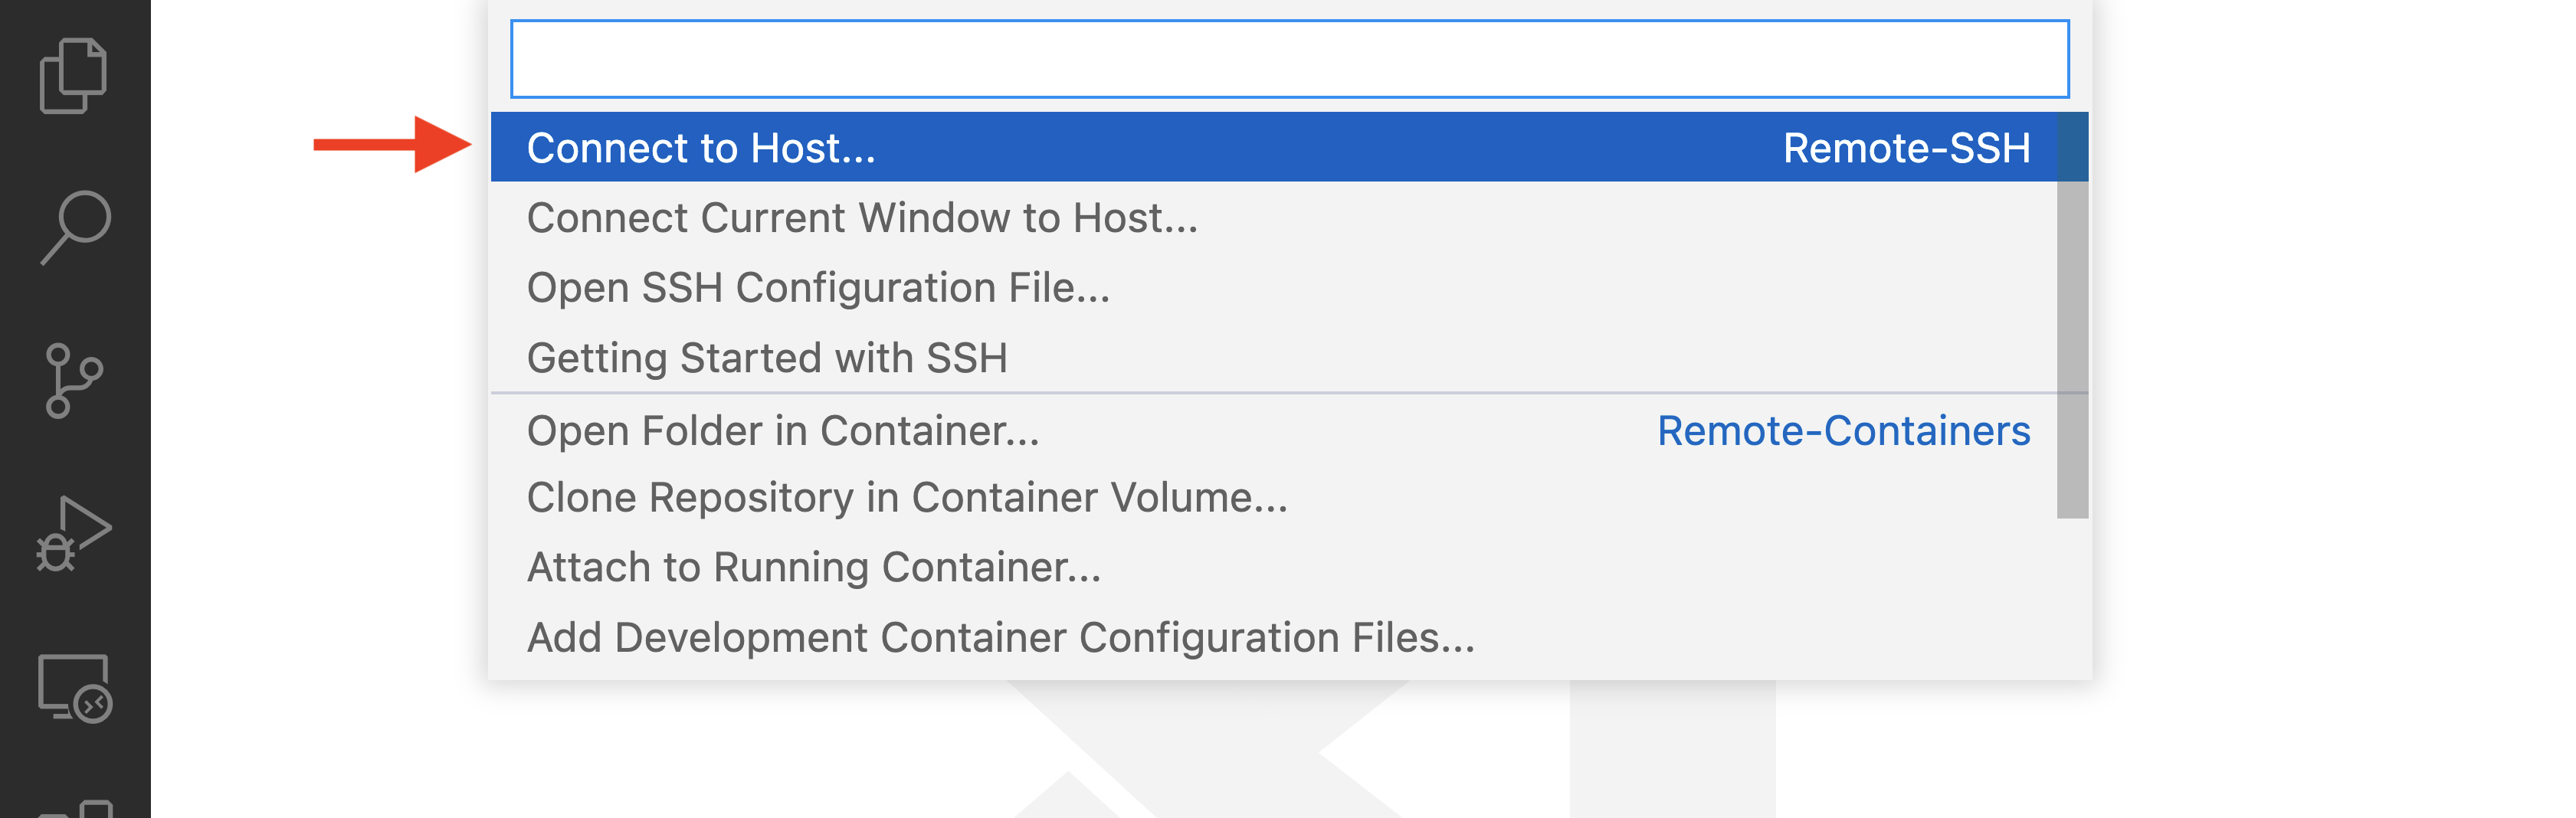 Connect to Host... Remote-SSH
Connect Current Window to Host...
Open SSH Configuration File...
Getting Started with SSH
Open Folder in Container... Remote-Containers
Clone Repository in Container Volume...
Attach to Running Container...
Add Development Container Configuration Files...